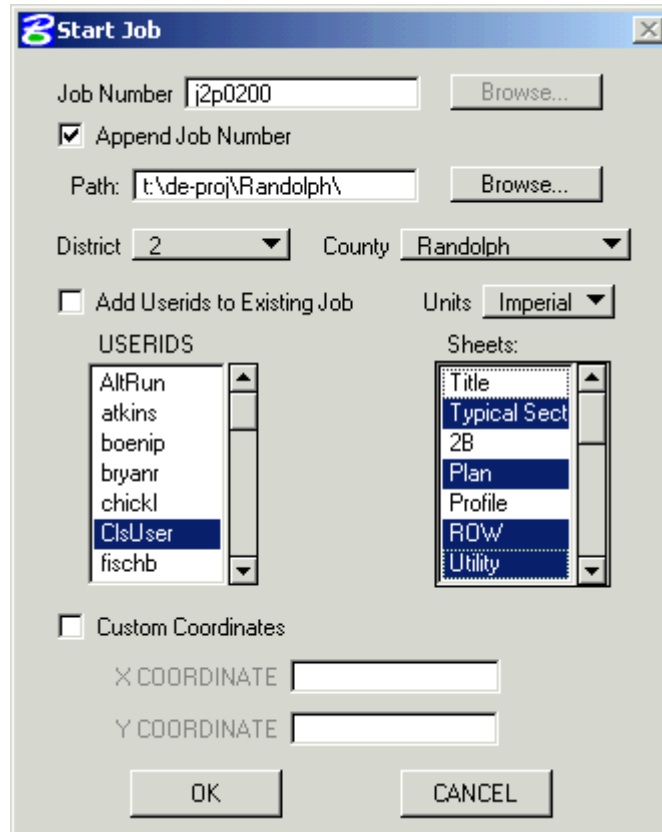 Start Job
Job Number j2p0200 Browse...
Append Job Number
Path: t:\de-proj\Randolph\ Browse...
District 2 County Randolph
Add Userids to Existing Job Units Imperial
USERIDS Sheets:
AltRun Title
atkins Typical Sect
boenip 2B
bryanr Plan
chickl Profile
ClsUser ROW
fischb Utility
Custom Coordinates
X COORDINATE
Y COORDINATE
OK CANCEL